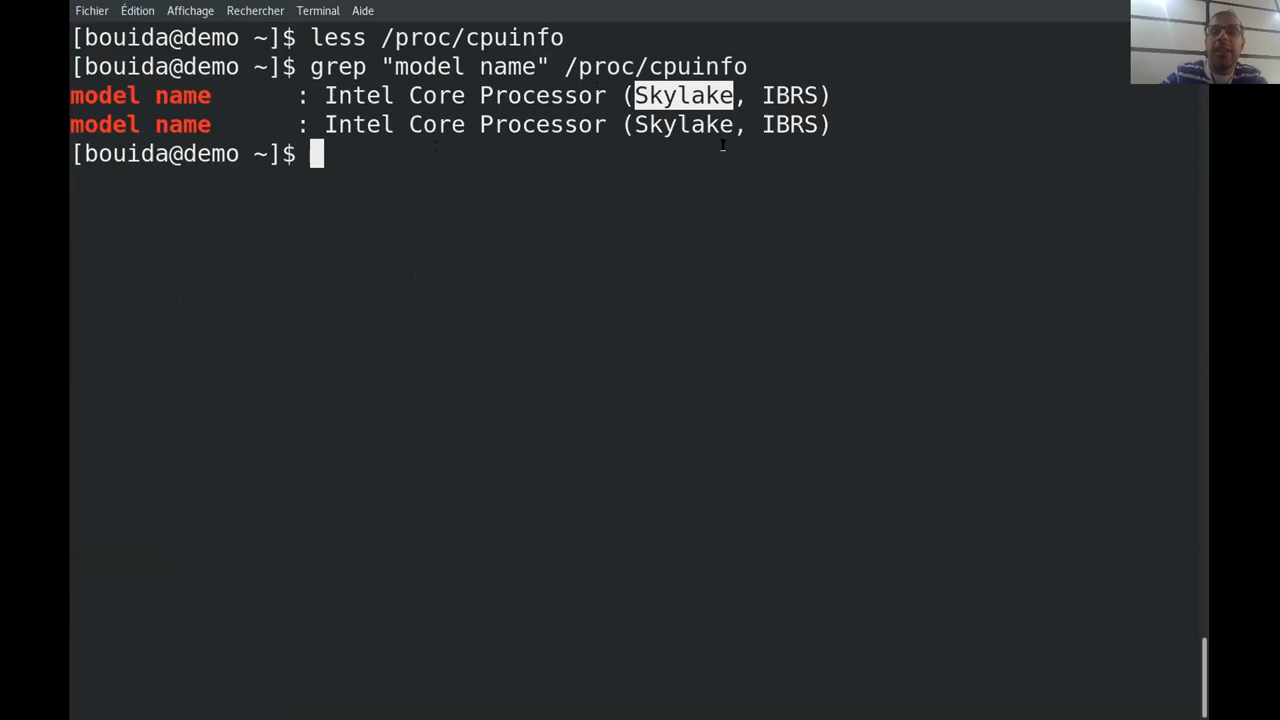 Fichier Édition Affichage Rechercher Terminal Aide
[bouida@demo ~]$ less /proc/cpuinfo
[bouida@demo ~]$ grep "model name" /proc/cpuinfo
model name      : Intel Core Processor (Skylake, IBRS)
model name      : Intel Core Processor (Skylake, IBRS)
[bouida@demo ~]$